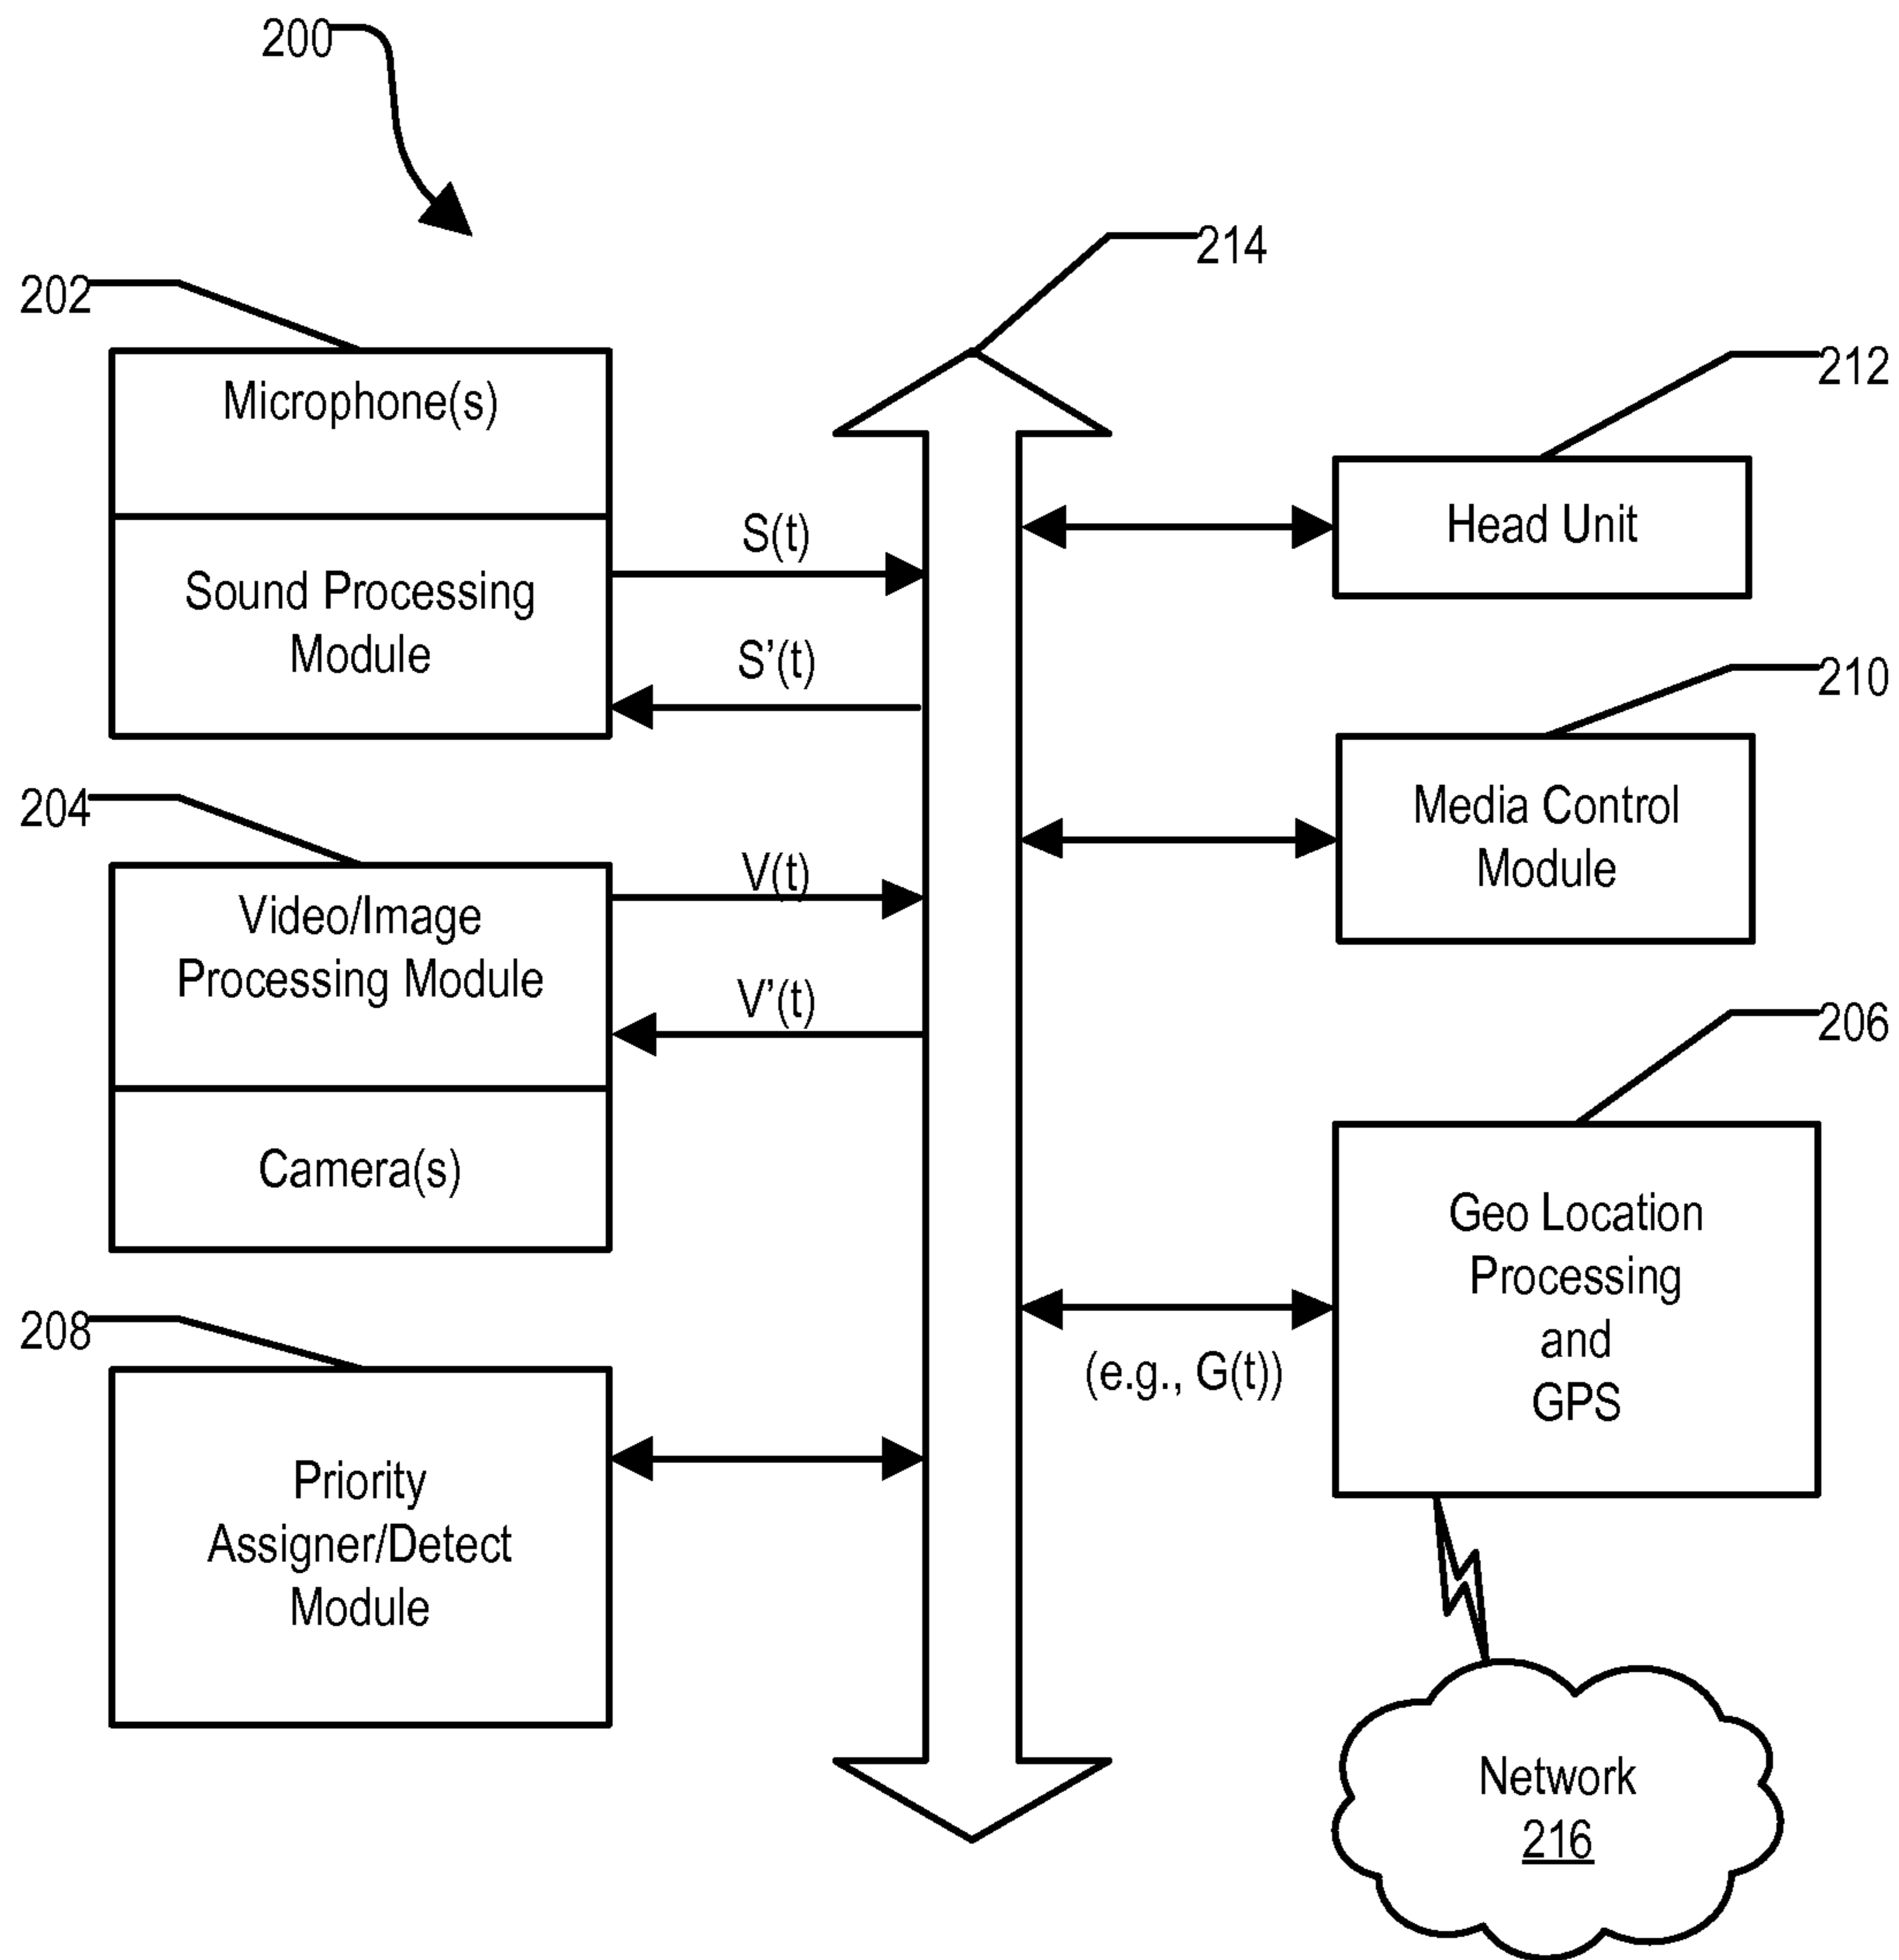 200
214
202
Microphone(s)
Sound Processing
Module
S(t)
S’(t)
212
Head Unit
210
Media Control
Module
204
Video/Image
Processing Module
Camera(s)
V(t)
V’(t)
206
Geo Location
Processing
and
GPS
(e.g., G(t))
208
Priority
Assigner/Detect
Module
Network
216